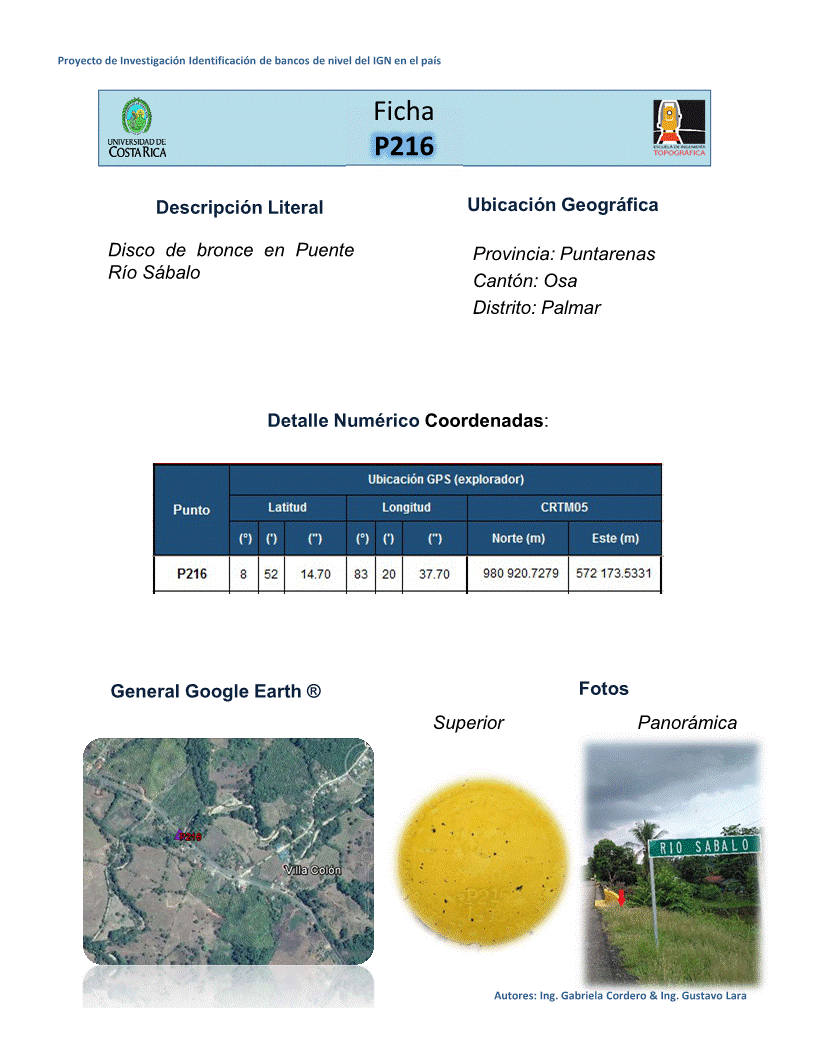 Proyecto de Investigación Identificación de bancos de nivel del IGN en el país
UNIVERSIDAD DE
COSTA RICA
Ficha
P216
ESCUELA DE INGENIERÍA
TOPOGRÁFICA
Descripción Literal
Disco de bronce en Puente
Río Sábalo
Ubicación Geográfica
Provincia: Puntarenas
Cantón: Osa
Distrito: Palmar
Detalle Numérico Coordenadas:
Punto
Ubicación GPS (explorador)
Latitud Longitud CRTM05
(°) (') (") (°) (') (") Norte (m) Este (m)
P216 8 52 14.70 83 20 37.70 980 920.7279 572 173.5331
General Google Earth ®
Fotos
Superior Panorámica
P216
Villa Colón
P216
RIO SABALO
Autores: Ing. Gabriela Cordero & Ing. Gustavo Lara